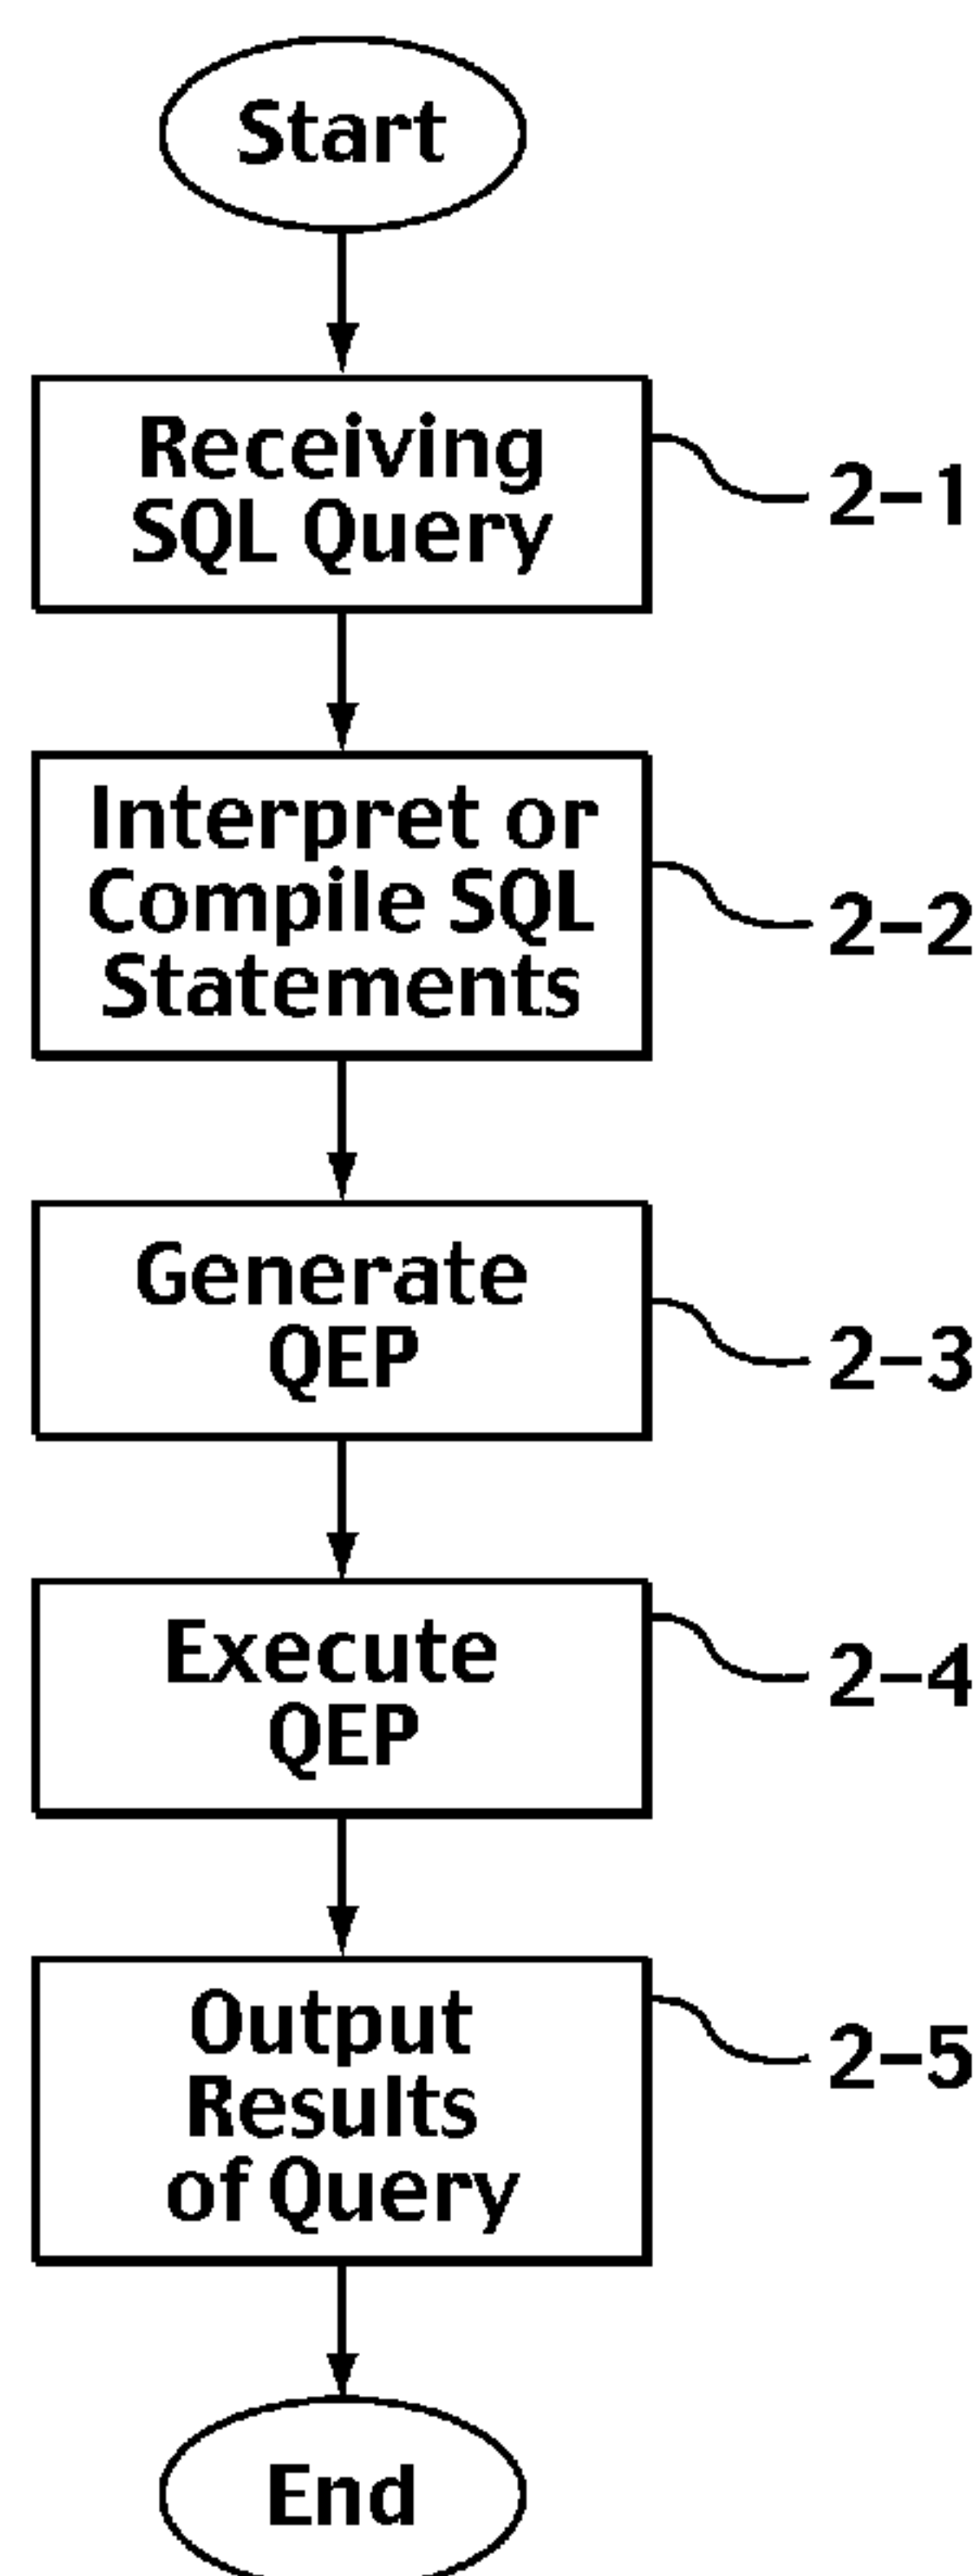 Start
Receiving
SQL Query
2-1
Interpret or
Compile SQL
Statements
2-2
Generate
QEP
2-3
Execute
QEP
2-4
Output
Results
of Query
2-5
End